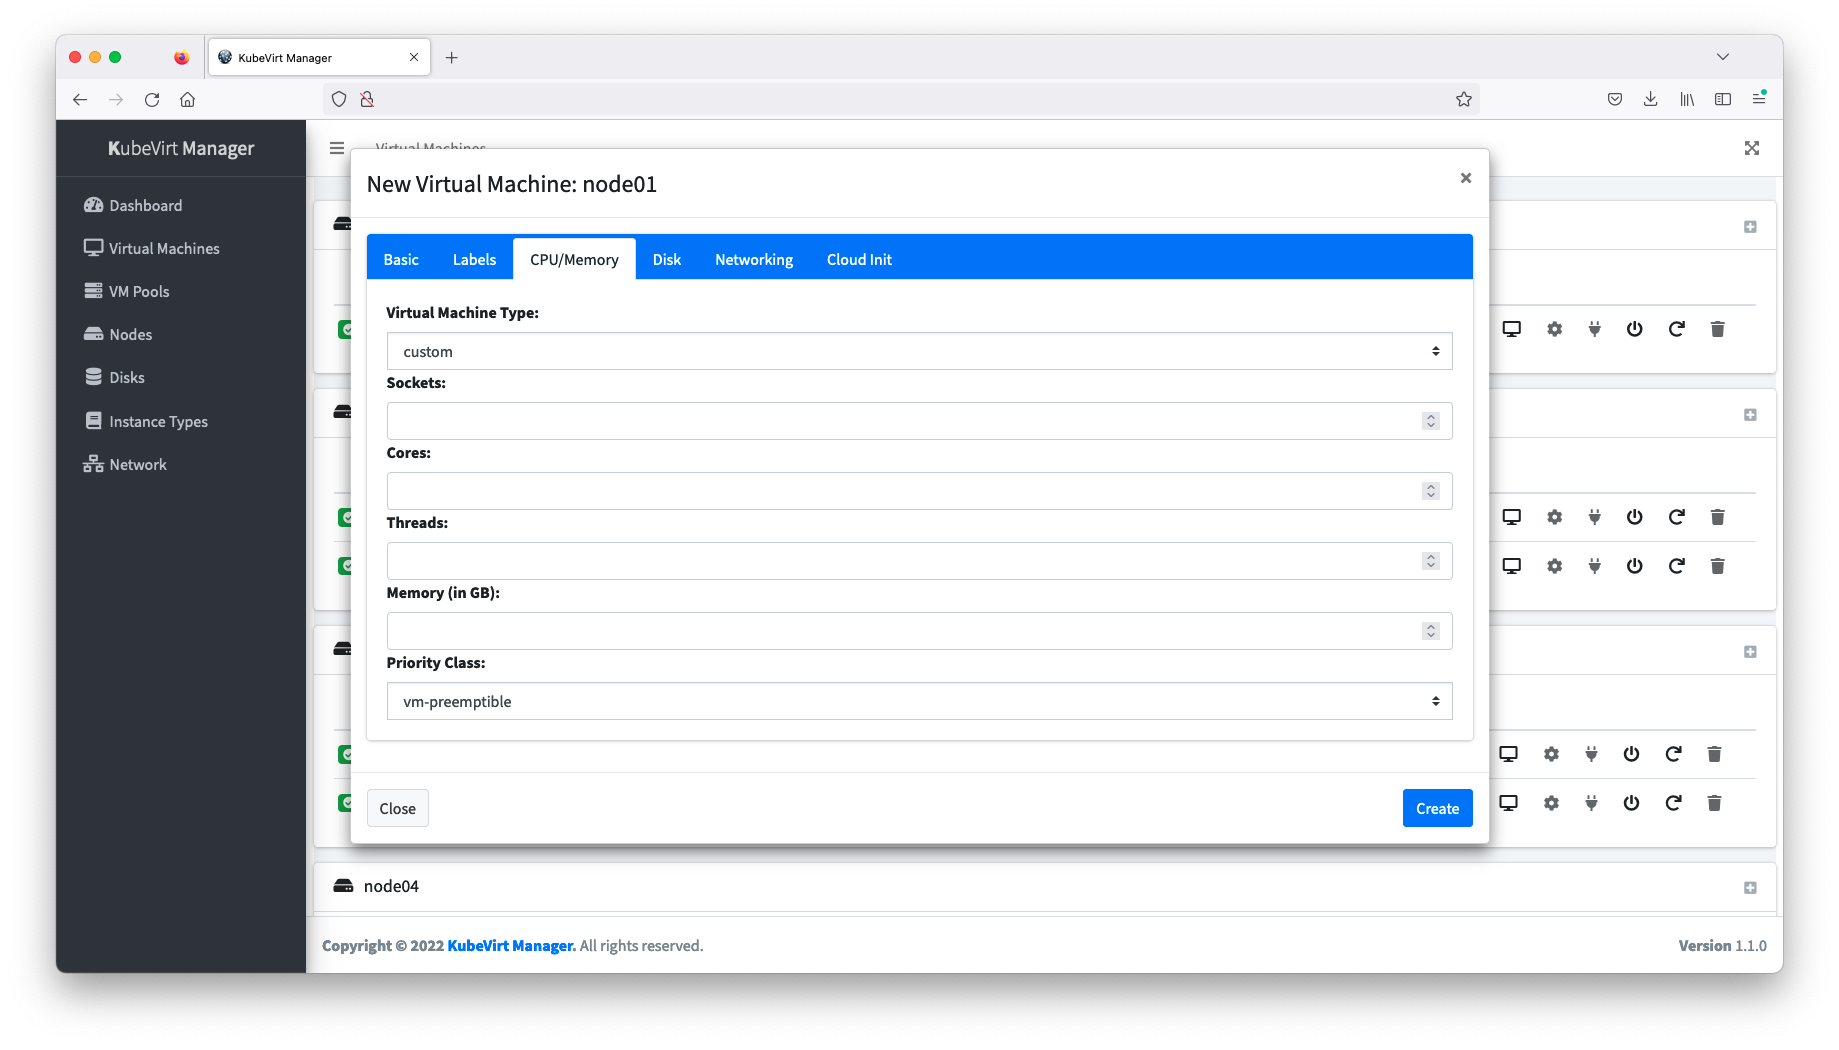 KubeVirt Manager
KubeVirt Manager
Dashboard
Virtual Machines
VM Pools
Nodes
Disks
Instance Types
Network
Virtual Machines
New Virtual Machine: node01
Basic
Labels
CPU/Memory
Disk
Networking
Cloud Init
Virtual Machine Type:
custom
Sockets:
Cores:
Threads:
Memory (in GB):
Priority Class:
vm-preemptible
Close
Create
node04
Copyright © 2022 KubeVirt Manager. All rights reserved.
Version 1.1.0